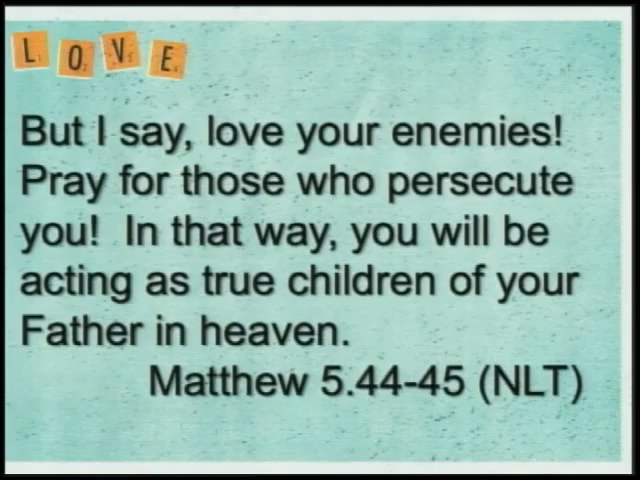 LOVE
But I say, love your enemies!
Pray for those who persecute
you!  In that way, you will be
acting as true children of your
Father in heaven.
Matthew 5.44-45 (NLT)